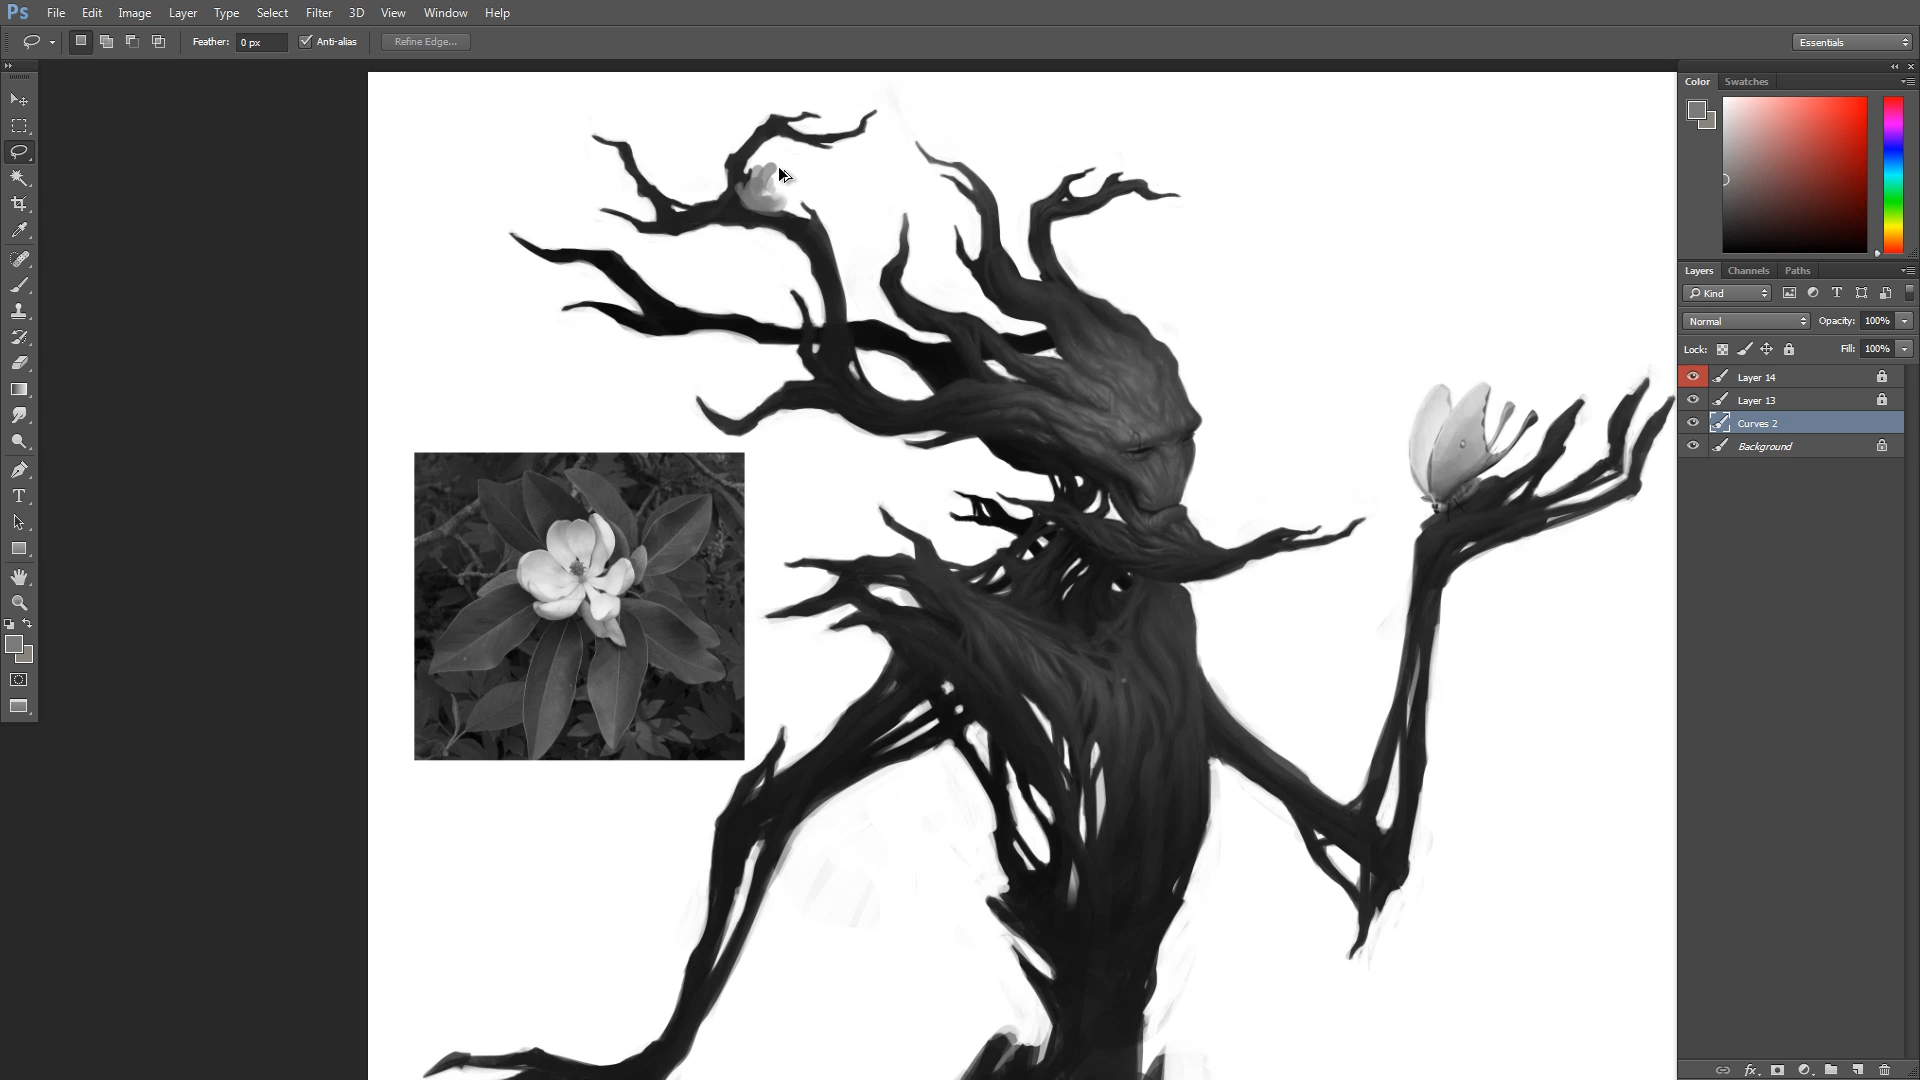 Ps File Edit Image Layer Type Select Filter 3D View Window Help
Feather: 0 px Anti-alias Refine Edge... Essentials
Color Swatches
Layers Channels Paths
Kind
Normal Opacity: 100%
Lock: Fill: 100%
Layer 14
Layer 13
Curves 2
Background